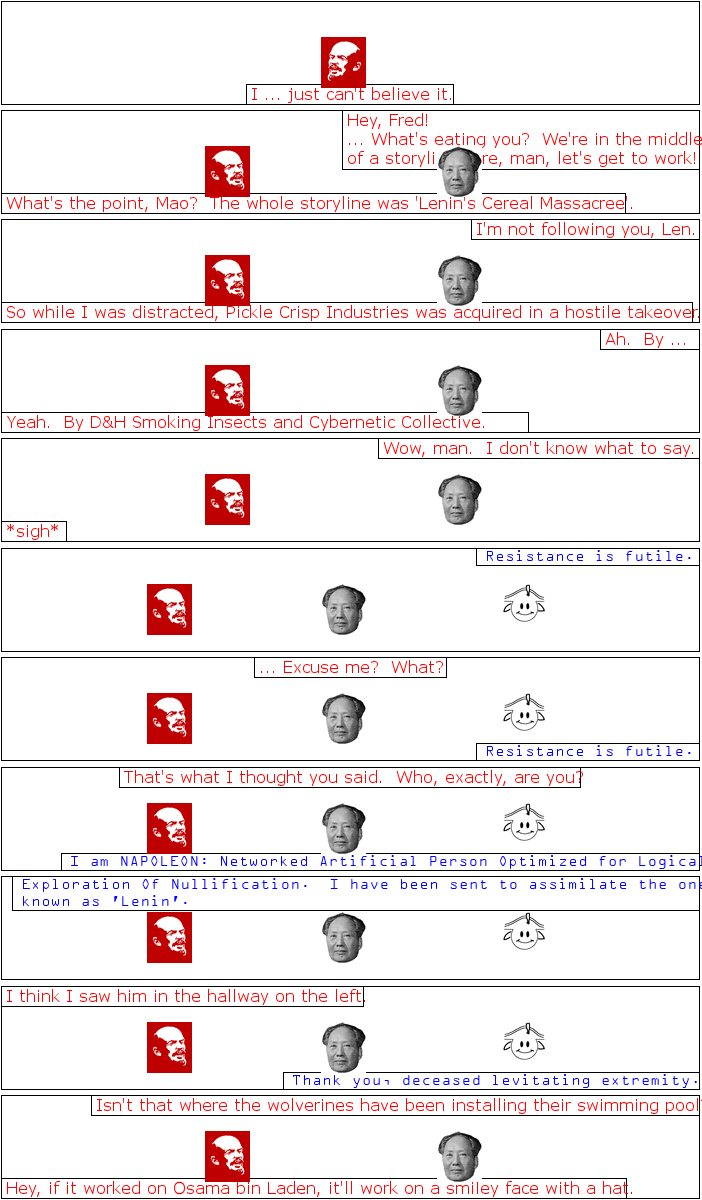 I ... just can't believe it.
Hey, Fred!
... What's eating you?  We're in the middle
of a storyli   re, man, let's get to work!
What's the point, Mao?  The whole storyline was 'Lenin's Cereal Massacree'.
I'm not following you, Len.
So while I was distracted, Pickle Crisp Industries was acquired in a hostile takeover.
Ah.  By ...
Yeah.  By D&H Smoking Insects and Cybernetic Collective.
Wow, man.  I don't know what to say.
*sigh*
Resistance is futile.
... Excuse me?  What?
Resistance is futile.
That's what I thought you said.  Who, exactly, are you?
I am NAPOLEON: Networked Artificial Person Optimized for Logical
Exploration Of Nullification.  I have been sent to assimilate the one
known as 'Lenin'.
I think I saw him in the hallway on the left.
Thank you, deceased levitating extremity.
Isn't that where the wolverines have been installing their swimming pool?
Hey, if it worked on Osama bin Laden, it'll work on a smiley face with a hat.